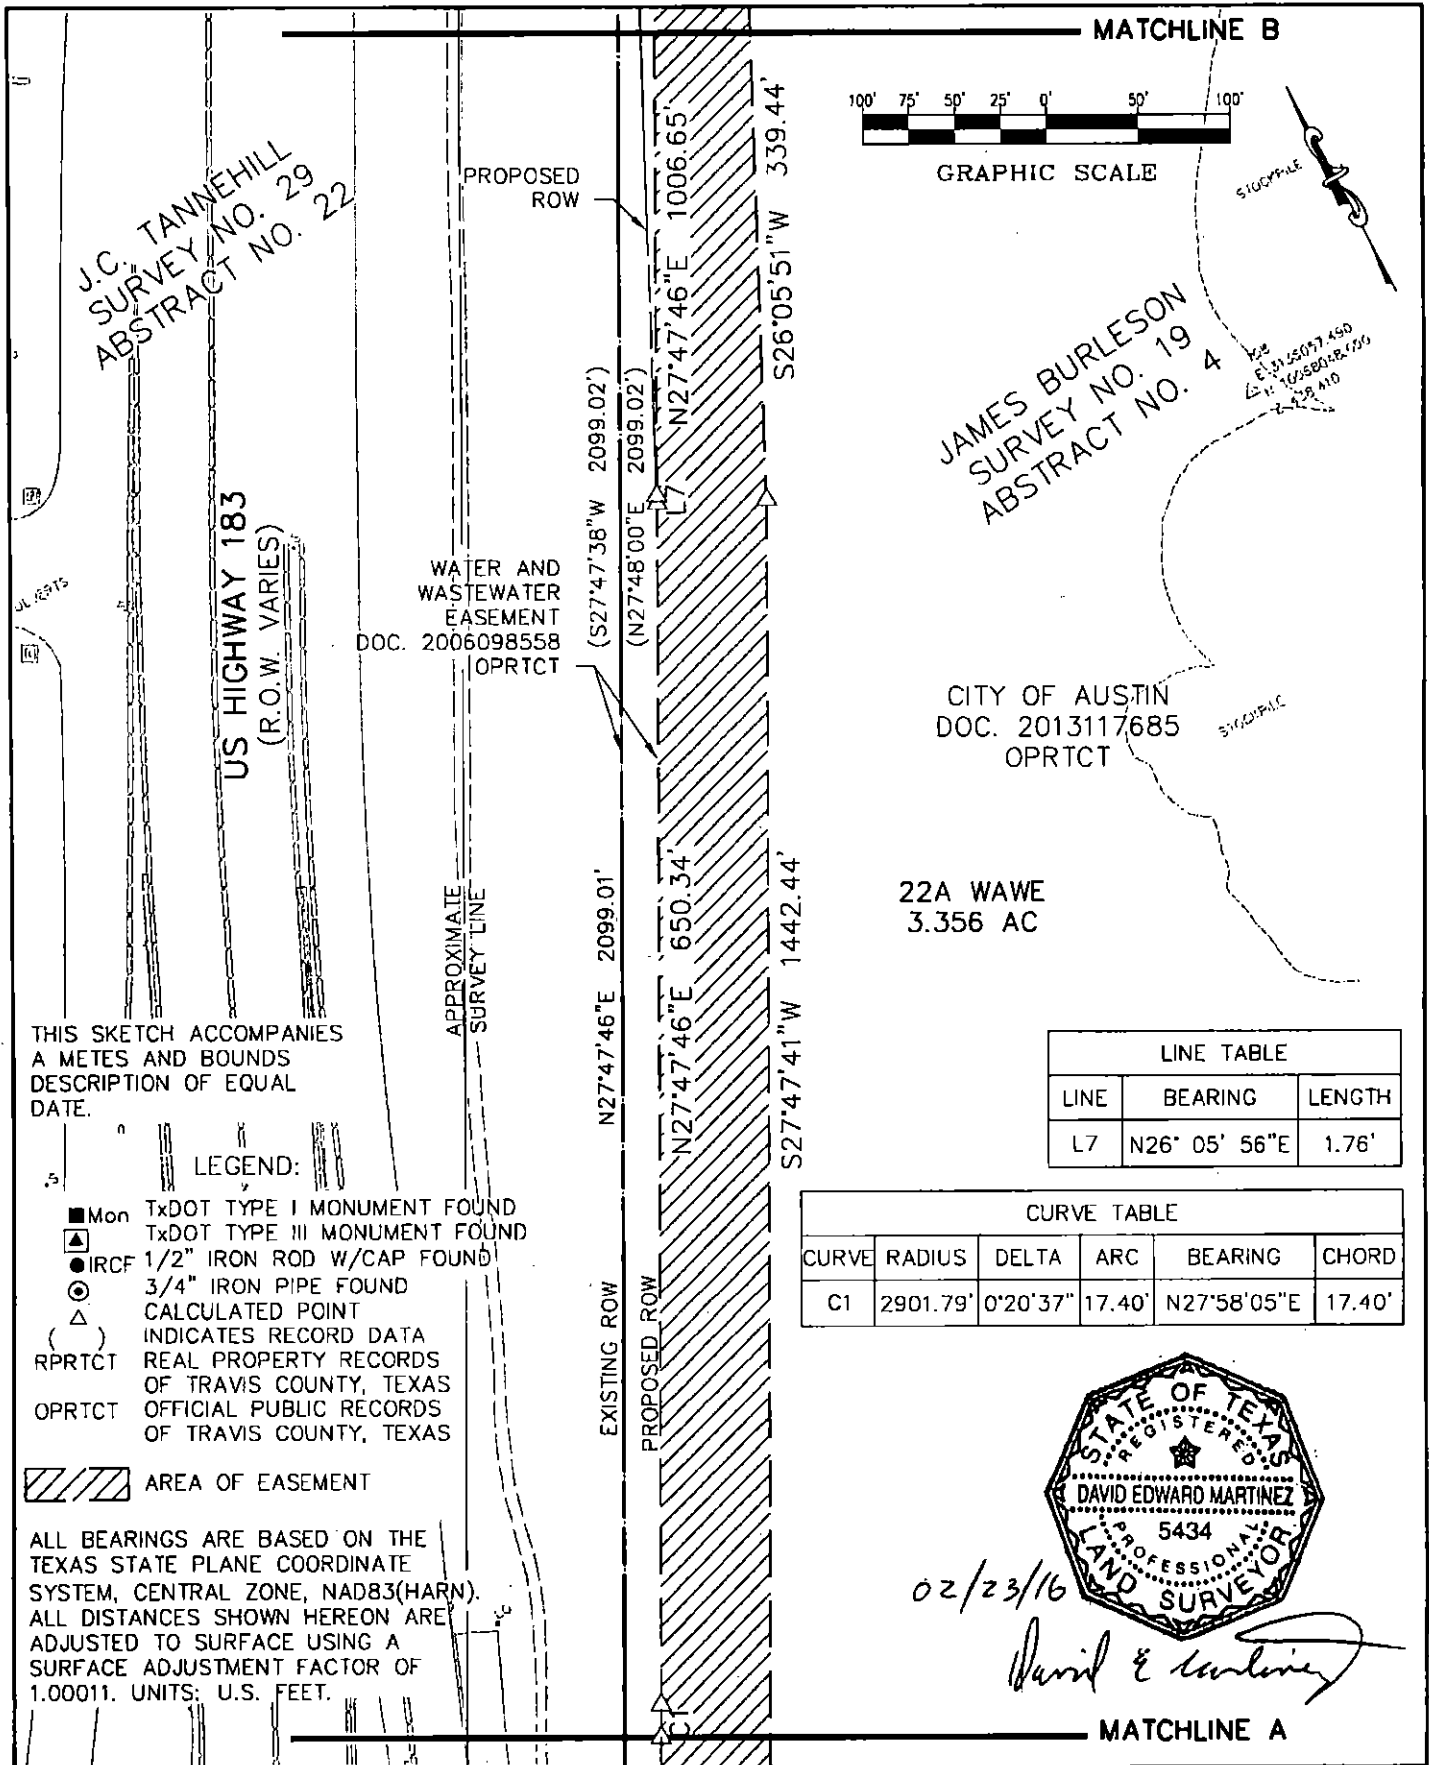 MATCHLINE B
100' 75' 50' 25' 0' 50' 100'
GRAPHIC SCALE
J.C. TANNEHILL
SURVEY NO. 29
ABSTRACT NO. 22
PROPOSED
ROW
N27°47'46"E 1006.65'
S26°05'51"W 339.44'
STOCKPILE
JAMES BURLESON
SURVEY NO. 19
ABSTRACT NO. 4
(S27°47'38"W 2099.02')
(N27°48'00"E 2099.02')
L7
US HIGHWAY 183
(R.O.W. VARIES)
WATER AND
WASTEWATER
EASEMENT
DOC. 2006098558
OPRTCT
CITY OF AUSTIN
DOC. 2013117685
OPRTCT
STOCKPILE
22A WAWE
3.356 AC
APPROXIMATE
SURVEY LINE
N27°47'46"E 2099.01'
N27°47'46"E 650.34'
S27°47'41"W 1442.44'
THIS SKETCH ACCOMPANIES
A METES AND BOUNDS
DESCRIPTION OF EQUAL
DATE.
LINE TABLE
LINE BEARING LENGTH
L7 N26° 05' 56"E 1.76'
LEGEND:
Mon TxDOT TYPE I MONUMENT FOUND
TxDOT TYPE III MONUMENT FOUND
IRCF 1/2" IRON ROD W/CAP FOUND
3/4" IRON PIPE FOUND
CALCULATED POINT
( ) INDICATES RECORD DATA
RPRTCT REAL PROPERTY RECORDS
OF TRAVIS COUNTY, TEXAS
OPRTCT OFFICIAL PUBLIC RECORDS
OF TRAVIS COUNTY, TEXAS
AREA OF EASEMENT
CURVE TABLE
CURVE RADIUS DELTA ARC BEARING CHORD
C1 2901.79' 0°20'37" 17.40' N27°58'05"E 17.40'
EXISTING ROW
PROPOSED ROW
ALL BEARINGS ARE BASED ON THE
TEXAS STATE PLANE COORDINATE
SYSTEM, CENTRAL ZONE, NAD83(HARN).
ALL DISTANCES SHOWN HEREON ARE
ADJUSTED TO SURFACE USING A
SURFACE ADJUSTMENT FACTOR OF
1.00011. UNITS: U.S. FEET.
STATE OF TEXAS
REGISTERED
DAVID EDWARD MARTINEZ
5434
PROFESSIONAL
LAND SURVEYOR
02/23/16
David E Martinez
C1
MATCHLINE A